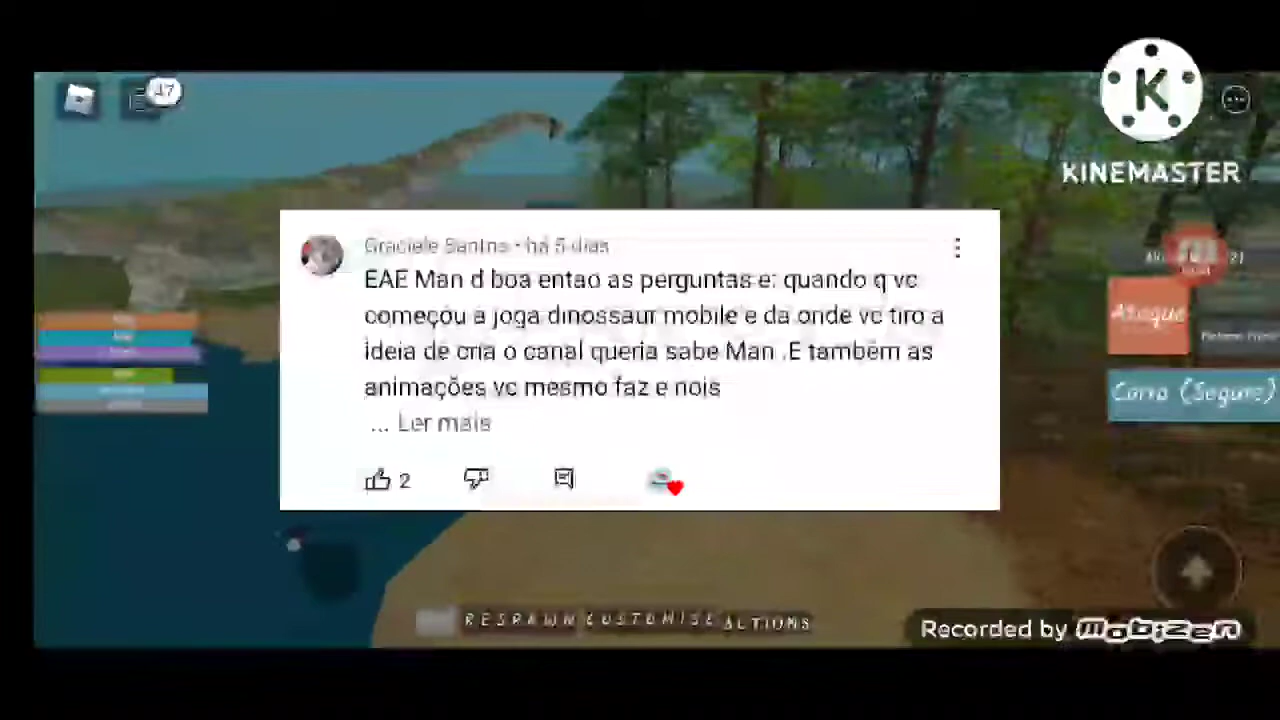 47
K
KINEMASTER
Graciele Santos · há 5 dias
EAE Man d boa entao as perguntas e: quando q vc
começou a joga dinossaur mobile e da onde vc tiro a
ideia de cria o canal queria sabe Man .E também as
animações vc mesmo faz e nois
... Ler mais
2
Ataque
Corra (Segure)
RESPAWN CUSTOMISE ACTIONS
Recorded by mobizen